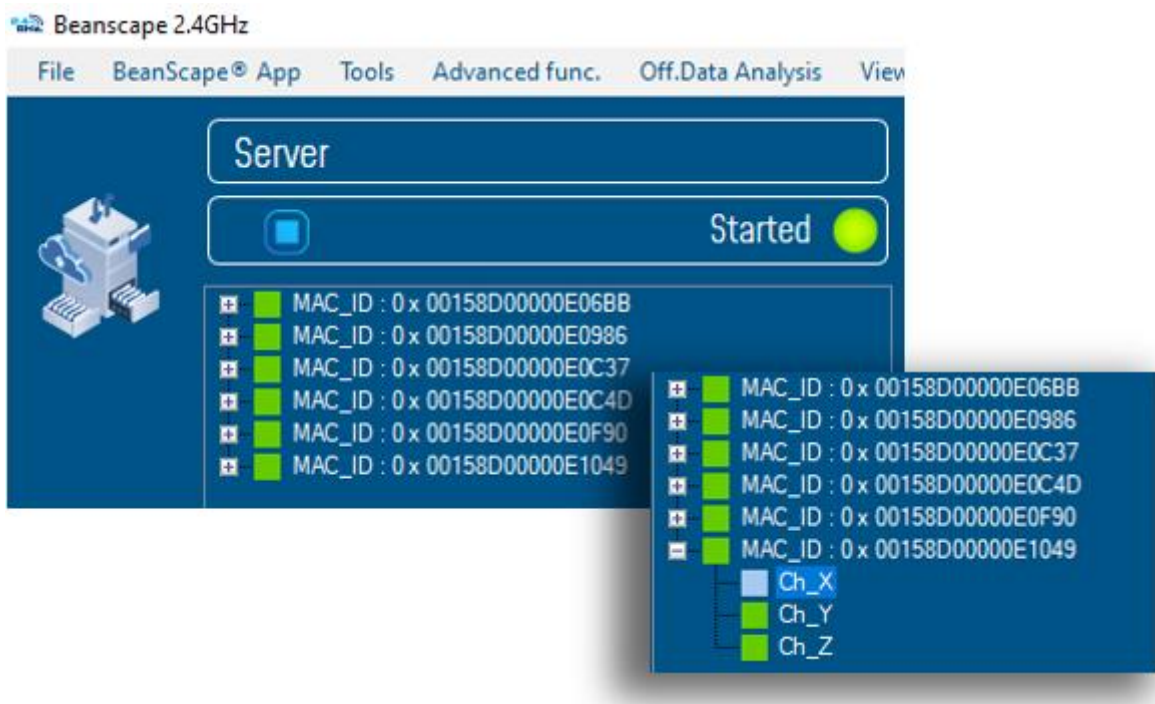 Beanscape 2.4GHz
File BeanScape® App Tools Advanced func. Off.Data Analysis View
Server
Started
MAC_ID : 0 x 00158D00000E06BB
MAC_ID : 0 x 00158D00000E0986
MAC_ID : 0 x 00158D00000E0C37
MAC_ID : 0 x 00158D00000E0C4D
MAC_ID : 0 x 00158D00000E0F90
MAC_ID : 0 x 00158D00000E1049
MAC_ID : 0 x 00158D00000E06BB
MAC_ID : 0 x 00158D00000E0986
MAC_ID : 0 x 00158D00000E0C37
MAC_ID : 0 x 00158D00000E0C4D
MAC_ID : 0 x 00158D00000E0F90
MAC_ID : 0 x 00158D00000E1049
Ch_X
Ch_Y
Ch_Z